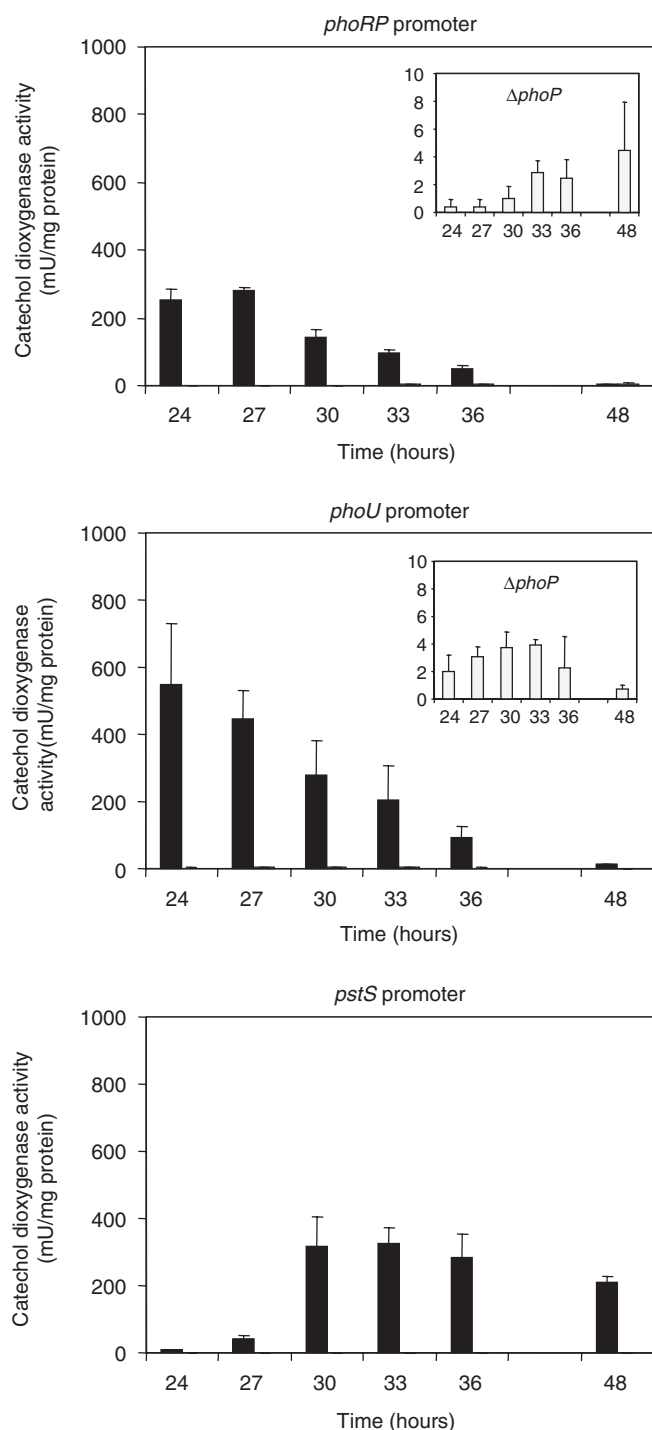 phoRP promoter
Catechol dioxygenase activity
(mU/mg protein)
1000
800
600
400
200
0
10
8
6
4
2
0
ΔphoP
24 27 30 33 36 48
24 27 30 33 36 48
Time (hours)
phoU promoter
Catechol dioxygenase
activity(mU/mg protein)
1000
800
600
400
200
0
10
8
6
4
2
0
ΔphoP
24 27 30 33 36 48
24 27 30 33 36 48
Time (hours)
pstS promoter
Catechol dioxygenase activity
(mU/mg protein)
1000
800
600
400
200
0
24 27 30 33 36 48
Time (hours)